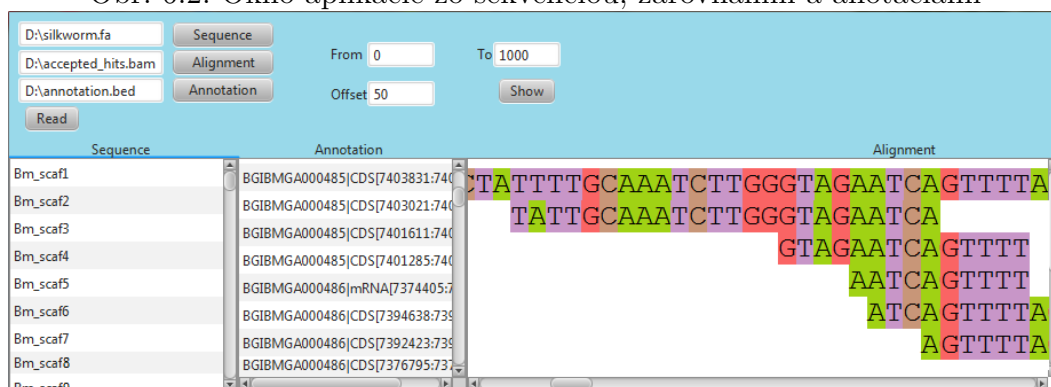 Obr. 6.2: Okno aplikácie so sekvenciou, zarovnaním a anotáciami
D:\silkworm.fa Sequence
D:\accepted_hits.bam Alignment From 0 To 1000
D:\annotation.bed Annotation Offset 50 Show
Read
Sequence Annotation Alignment
Bm_scaf1 BGIBMGA000485|CDS[7403831:740 CTATTTTGCAAATCTTGGGTAGAATCAGTTTTA
Bm_scaf2 BGIBMGA000485|CDS[7403021:740 TATTGCAAATCTTGGGTAGAATCA
Bm_scaf3 BGIBMGA000485|CDS[7401611:740 GTAGAATCAGTTTT
Bm_scaf4 BGIBMGA000485|CDS[7401285:740 AATCAGTTTT
Bm_scaf5 BGIBMGA000486|mRNA[7374405:7 ATCAGTTTTA
Bm_scaf6 BGIBMGA000486|CDS[7394638:739 AGTTTTA
Bm_scaf7 BGIBMGA000486|CDS[7392423:739
Bm_scaf8 BGIBMGA000486|CDS[7376795:737